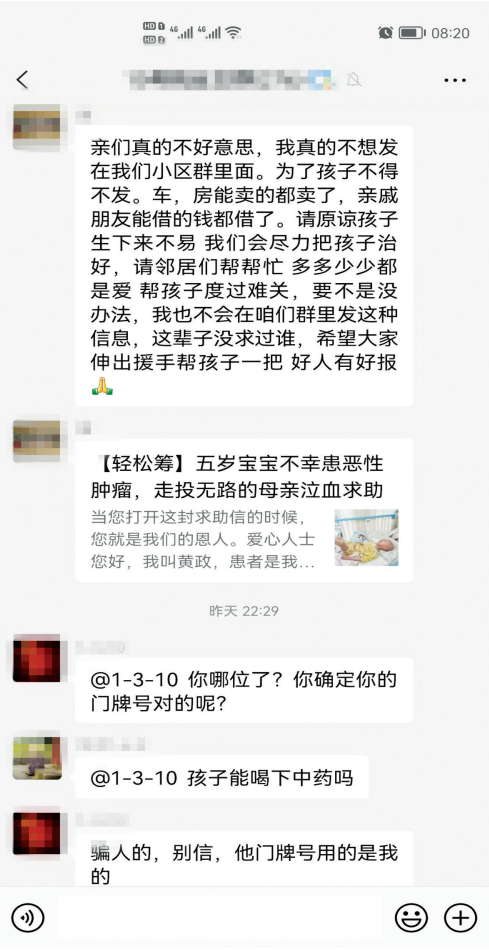 HD 1
HD 2
4G
4G
08:20
亲们真的不好意思，我真的不想发
在我们小区群里面。为了孩子不得
不发。车，房能卖的都卖了，亲戚
朋友能借的钱都借了。请原谅孩子
生下来不易 我们会尽力把孩子治
好，请邻居们帮帮忙 多多少少都
是爱 帮孩子度过难关，要不是没
办法，我也不会在咱们群里发这种
信息，这辈子没求过谁，希望大家
伸出援手帮孩子一把 好人有好报
🙏
【轻松筹】五岁宝宝不幸患恶性
肿瘤，走投无路的母亲泣血求助
当您打开这封求助信的时候，
您就是我们的恩人。爱心人士
您好，我叫黄政，患者是我...
昨天 22:29
@1-3-10 你哪位了？你确定你的
门牌号对的呢？
@1-3-10 孩子能喝下中药吗
骗人的，别信，他门牌号用的是我
的